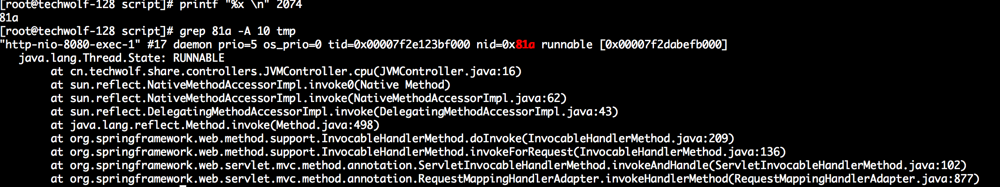 [root@techwolf-128 script]# printf "%x \n" 2074
81a
[root@techwolf-128 script]# grep 81a -A 10 tmp
"http-nio-8080-exec-1" #17 daemon prio=5 os_prio=0 tid=0x00007f2e123bf000 nid=0x81a runnable [0x00007f2dabefb000]
   java.lang.Thread.State: RUNNABLE
        at cn.techwolf.share.controllers.JVMController.cpu(JVMController.java:16)
        at sun.reflect.NativeMethodAccessorImpl.invoke0(Native Method)
        at sun.reflect.NativeMethodAccessorImpl.invoke(NativeMethodAccessorImpl.java:62)
        at sun.reflect.DelegatingMethodAccessorImpl.invoke(DelegatingMethodAccessorImpl.java:43)
        at java.lang.reflect.Method.invoke(Method.java:498)
        at org.springframework.web.method.support.InvocableHandlerMethod.doInvoke(InvocableHandlerMethod.java:209)
        at org.springframework.web.method.support.InvocableHandlerMethod.invokeForRequest(InvocableHandlerMethod.java:136)
        at org.springframework.web.servlet.mvc.method.annotation.ServletInvocableHandlerMethod.invokeAndHandle(ServletInvocableHandlerMethod.java:102)
        at org.springframework.web.servlet.mvc.method.annotation.RequestMappingHandlerAdapter.invokeHandlerMethod(RequestMappingHandlerAdapter.java:877)